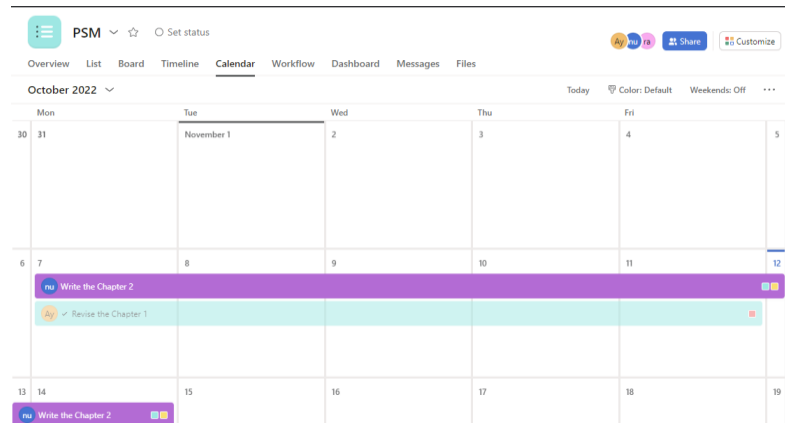 PSM Set status
Ay nu ra Share Customize
Overview List Board Timeline Calendar Workflow Dashboard Messages Files
October 2022 Today Color: Default Weekends: Off
Mon Tue Wed Thu Fri
30 31 November 1 2 3 4 5
6 7 8 9 10 11 12
nu Write the Chapter 2
Ay Revise the Chapter 1
13 14 15 16 17 18 19
nu Write the Chapter 2